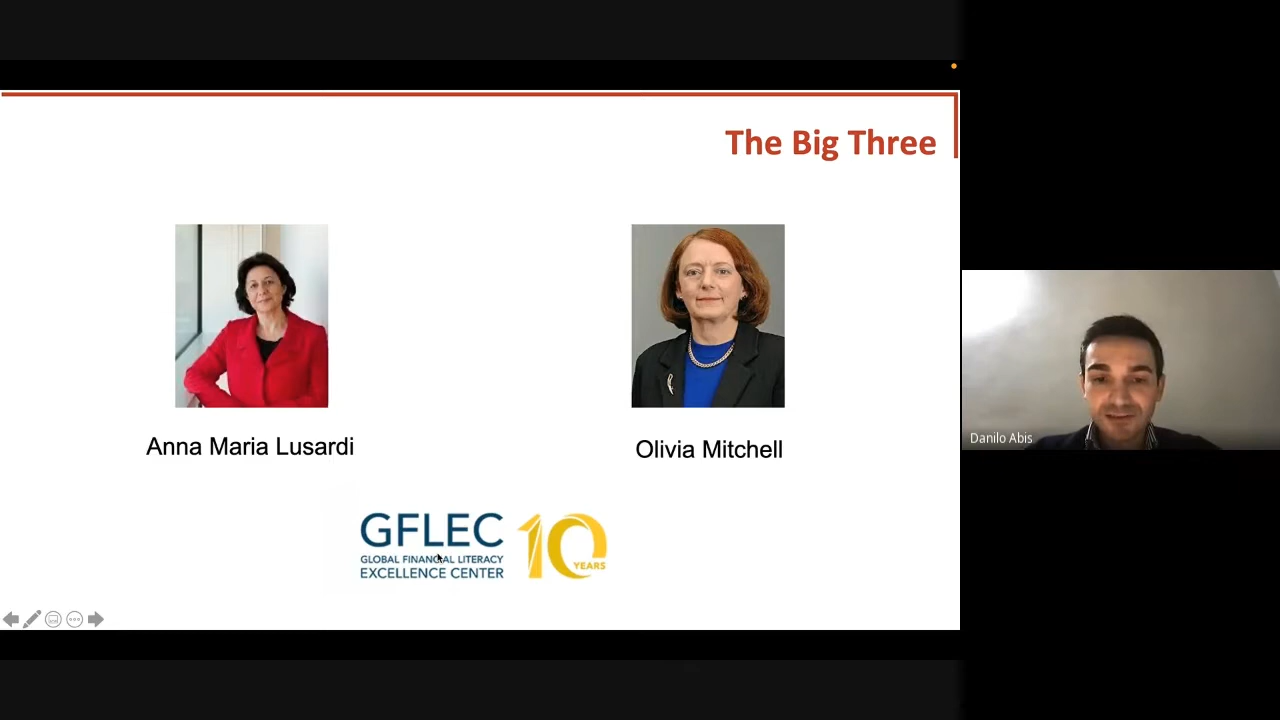 The Big Three
Anna Maria Lusardi
Olivia Mitchell
GFLEC
GLOBAL FINANCIAL LITERACY
EXCELLENCE CENTER
10
YEARS
Danilo Abis